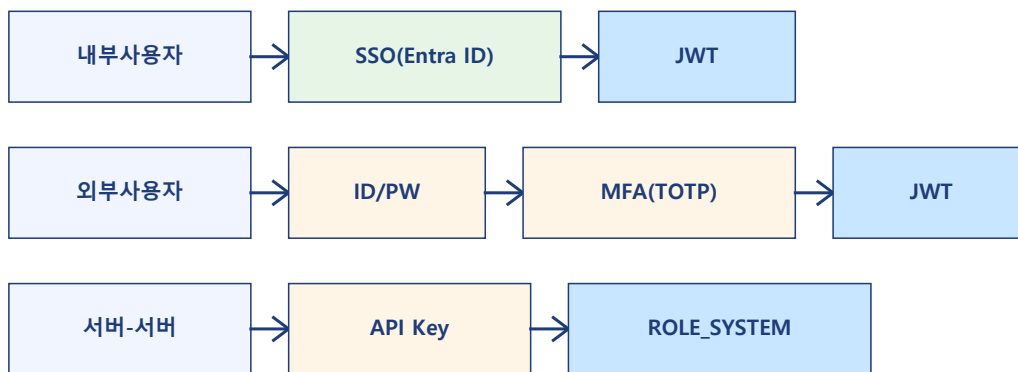 내부사용자
SSO(Entra ID)
JWT
외부사용자
ID/PW
MFA(TOTP)
JWT
서버-서버
API Key
ROLE_SYSTEM